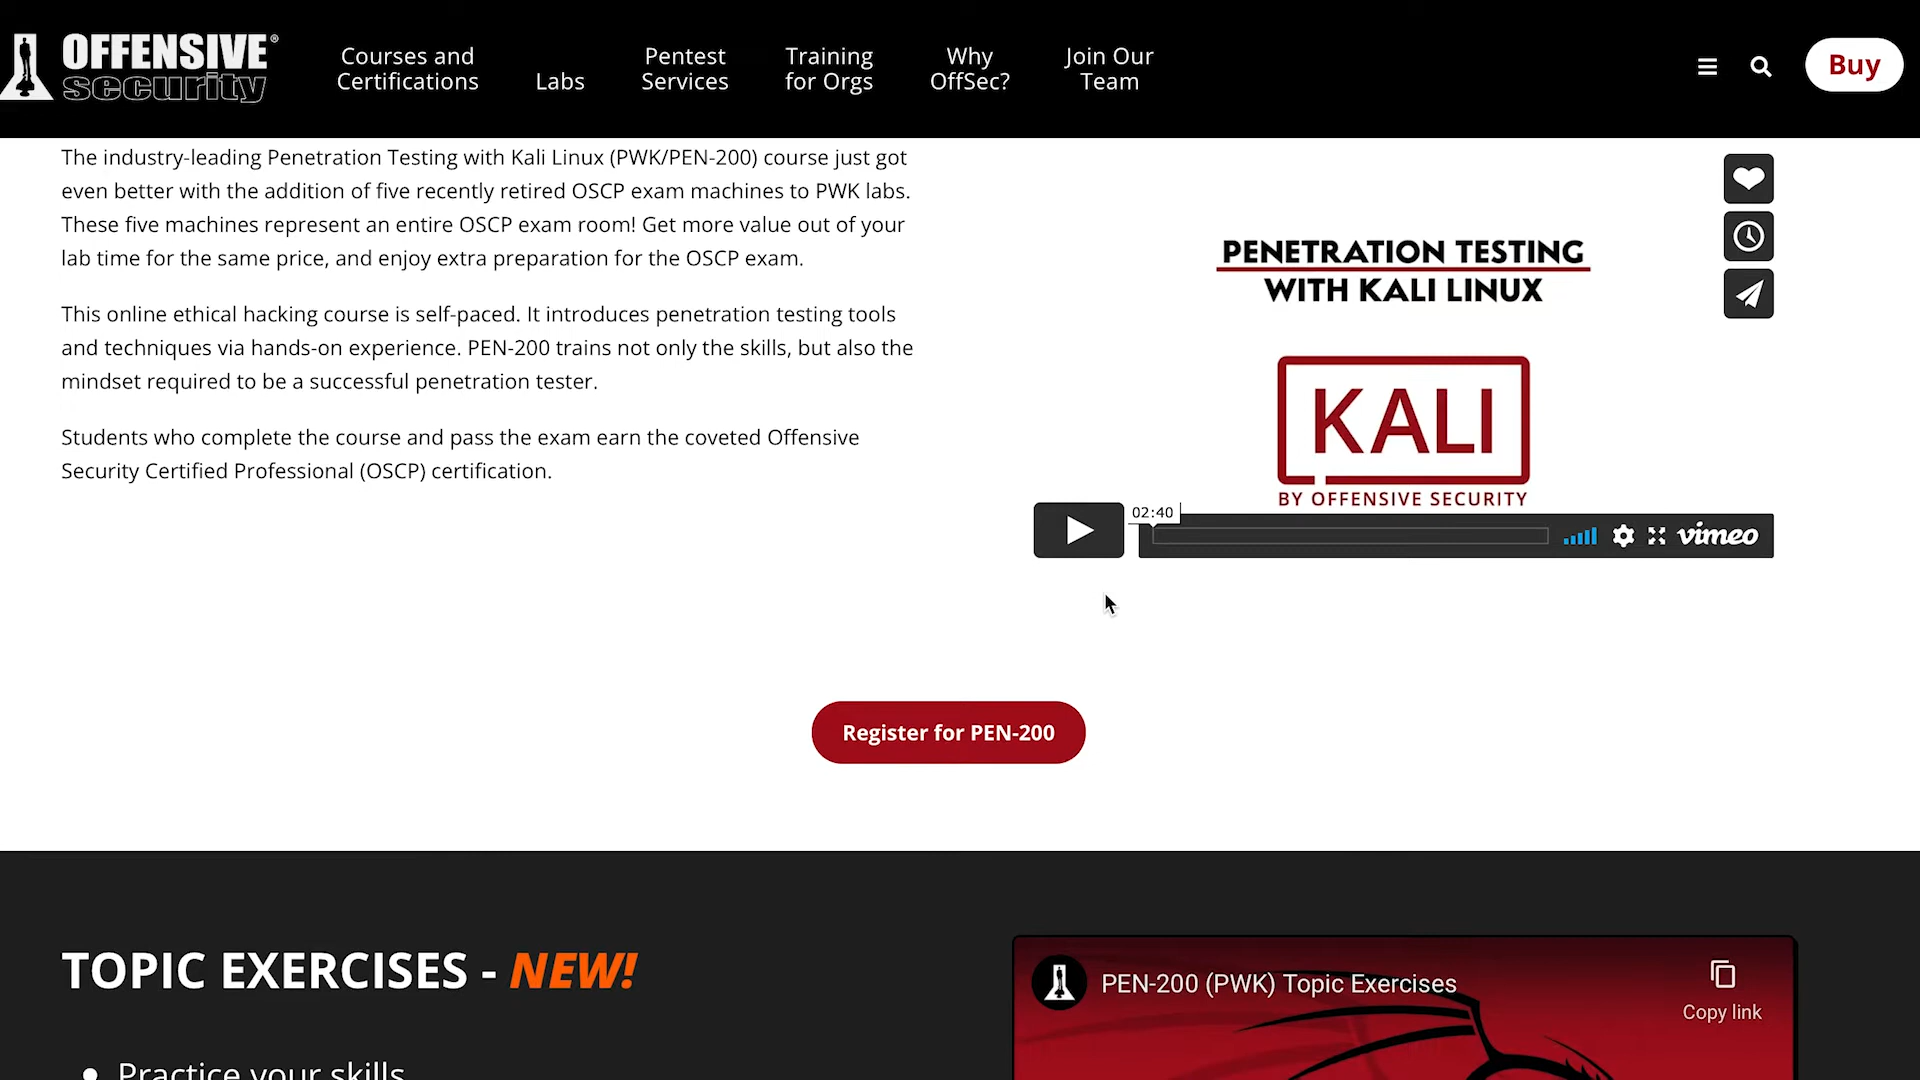 OFFENSIVE®
security
Courses and
Certifications
Labs
Pentest
Services
Training
for Orgs
Why
OffSec?
Join Our
Team
Buy
The industry-leading Penetration Testing with Kali Linux (PWK/PEN-200) course just got
even better with the addition of five recently retired OSCP exam machines to PWK labs.
These five machines represent an entire OSCP exam room! Get more value out of your
lab time for the same price, and enjoy extra preparation for the OSCP exam.
This online ethical hacking course is self-paced. It introduces penetration testing tools
and techniques via hands-on experience. PEN-200 trains not only the skills, but also the
mindset required to be a successful penetration tester.
Students who complete the course and pass the exam earn the coveted Offensive
Security Certified Professional (OSCP) certification.
PENETRATION TESTING
WITH KALI LINUX
KALI
BY OFFENSIVE SECURITY
02:40
vimeo
Register for PEN-200
TOPIC EXERCISES - NEW!
Practice your skills
PEN-200 (PWK) Topic Exercises
Copy link